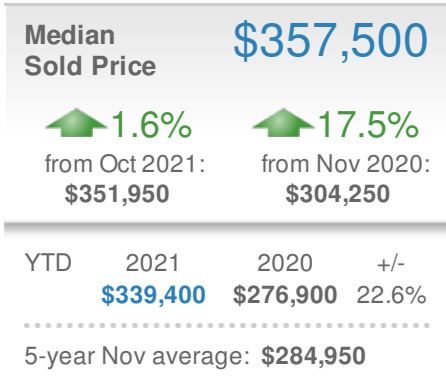 Median
Sold Price
$357,500
1.6%
17.5%
from Oct 2021:
from Nov 2020:
$351,950
$304,250
YTD 2021 2020 +/-
$339,400 $276,900 22.6%
5-year Nov average: $284,950